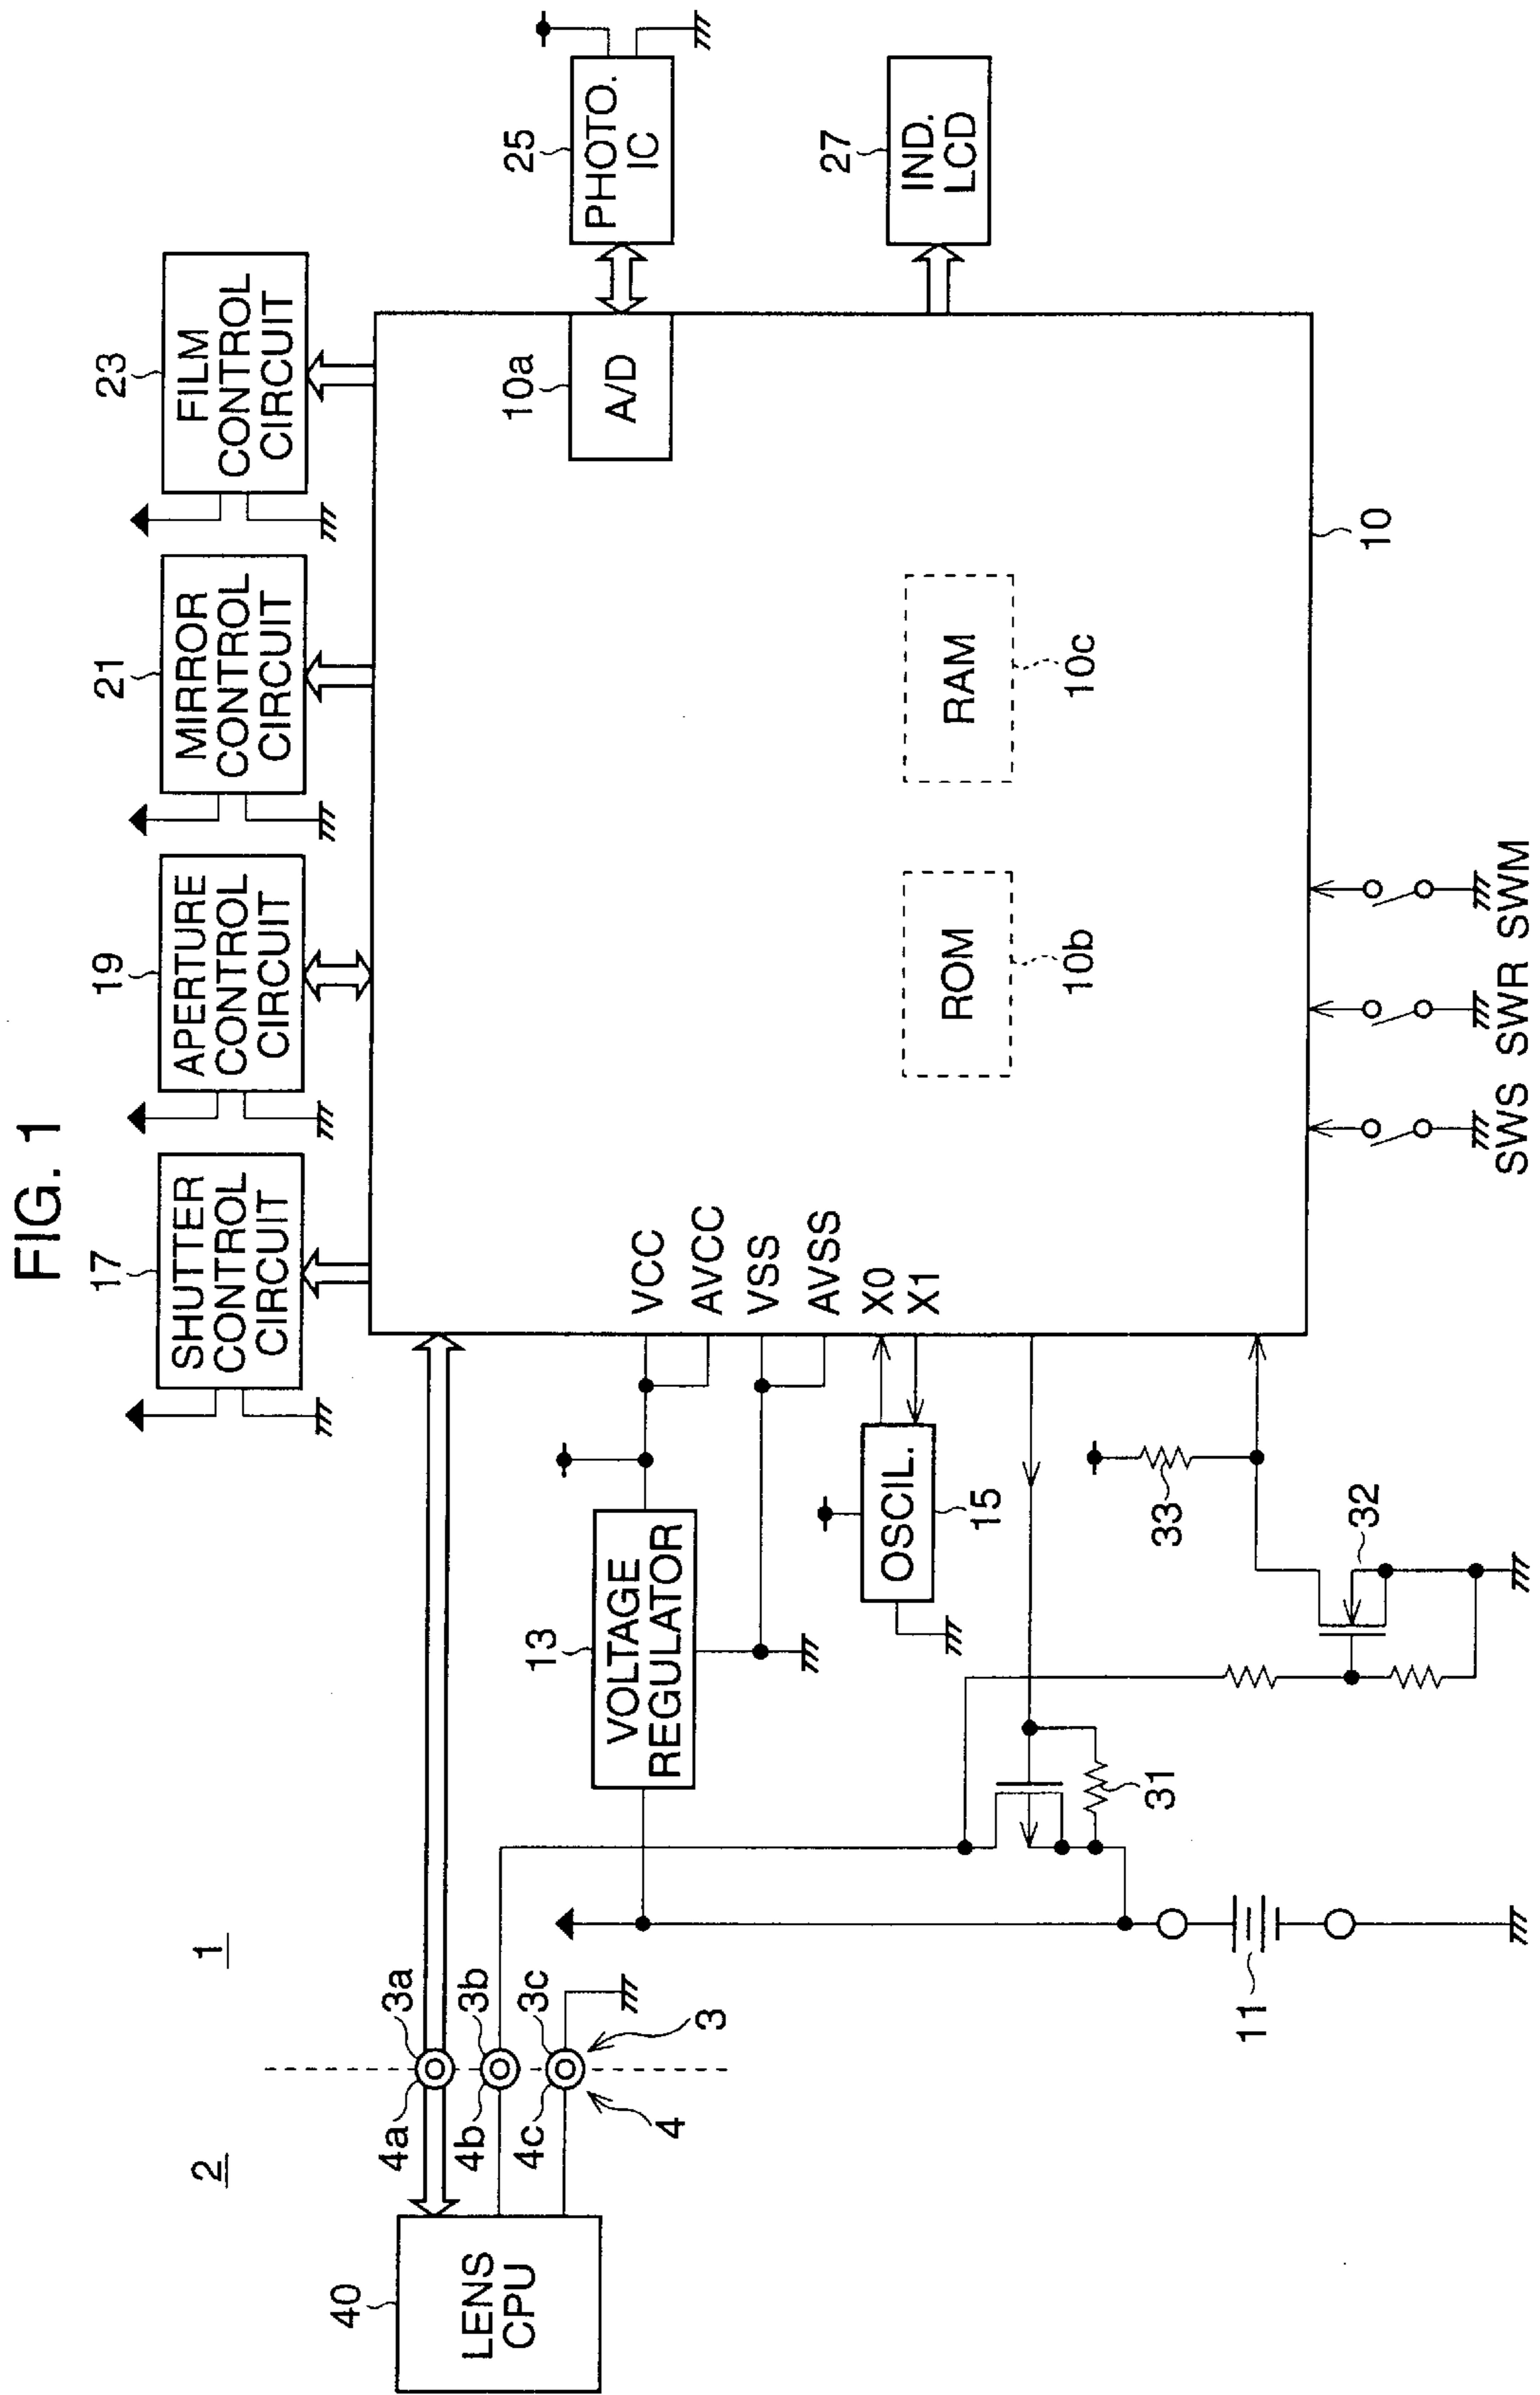 FIG. 1
17
SHUTTER
CONTROL
CIRCUIT
19
APERTURE
CONTROL
CIRCUIT
21
MIRROR
CONTROL
CIRCUIT
23
FILM
CONTROL
CIRCUIT
2
1
40
LENS
CPU
4a
3a
4b
3b
4c
3c
4
3
13
VOLTAGE
REGULATOR
VCC
AVCC
VSS
AVSS
X0
X1
OSCIL.
15
10a
A/D
25
PHOTO.
IC
27
IND.
LCD
ROM
10b
RAM
10c
31
33
32
11
10
SWS SWR SWM